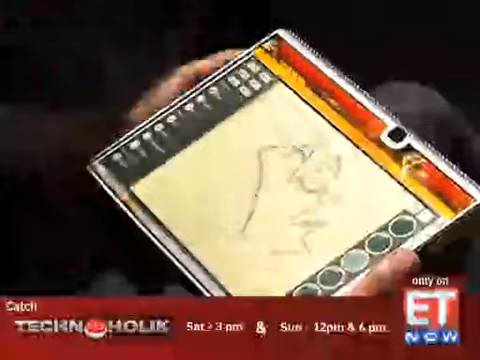 only on
Catch
TECHNOHOLIK Sat : 3 pm & Sun : 12pm & 6 pm
ET
NOW